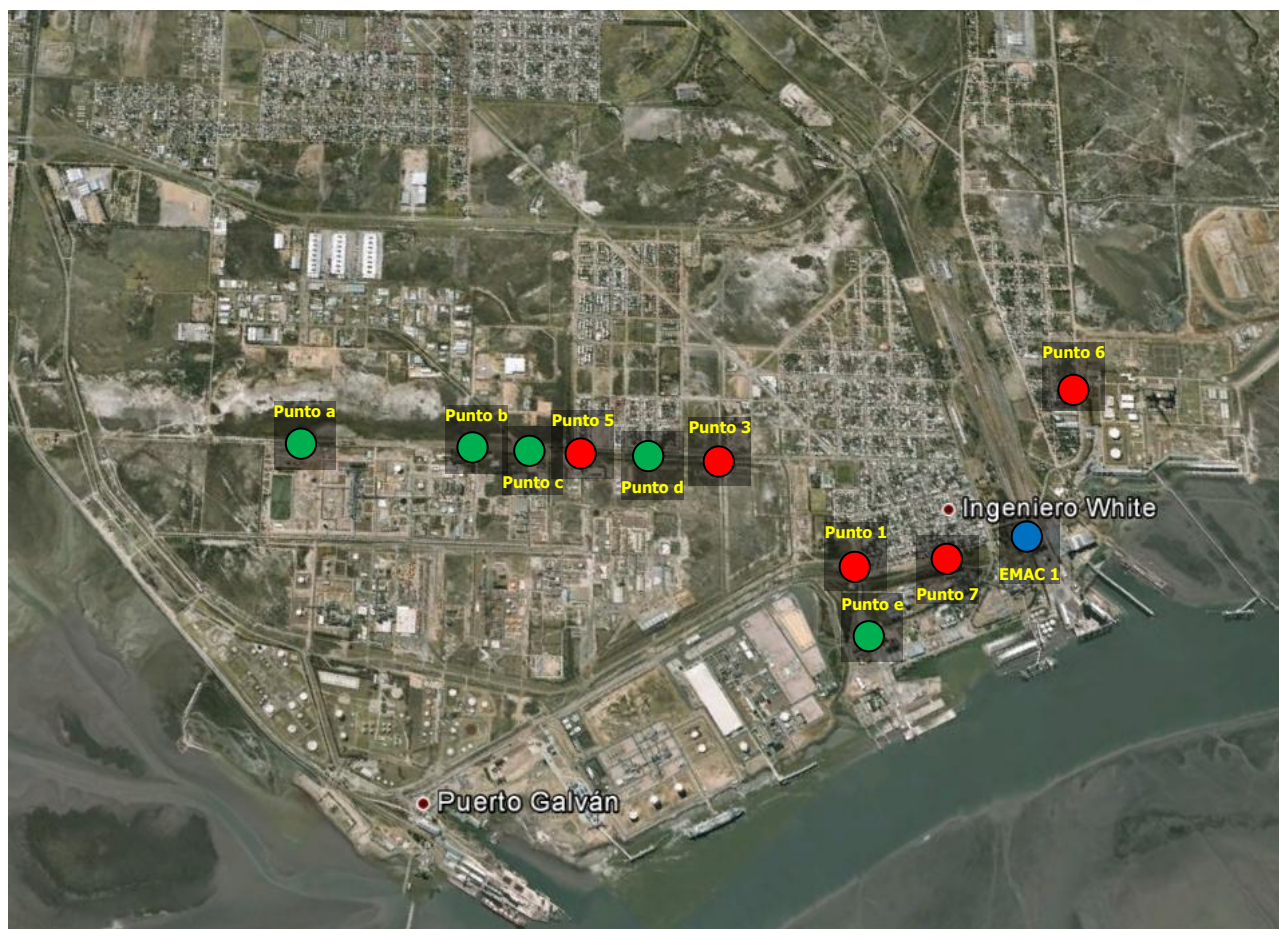 Punto 6
Punto a
Punto b
Punto 5
Punto 3
Punto c
Punto d
Ingeniero White
Punto 1
EMAC 1
Punto 7
Punto e
Puerto Galván